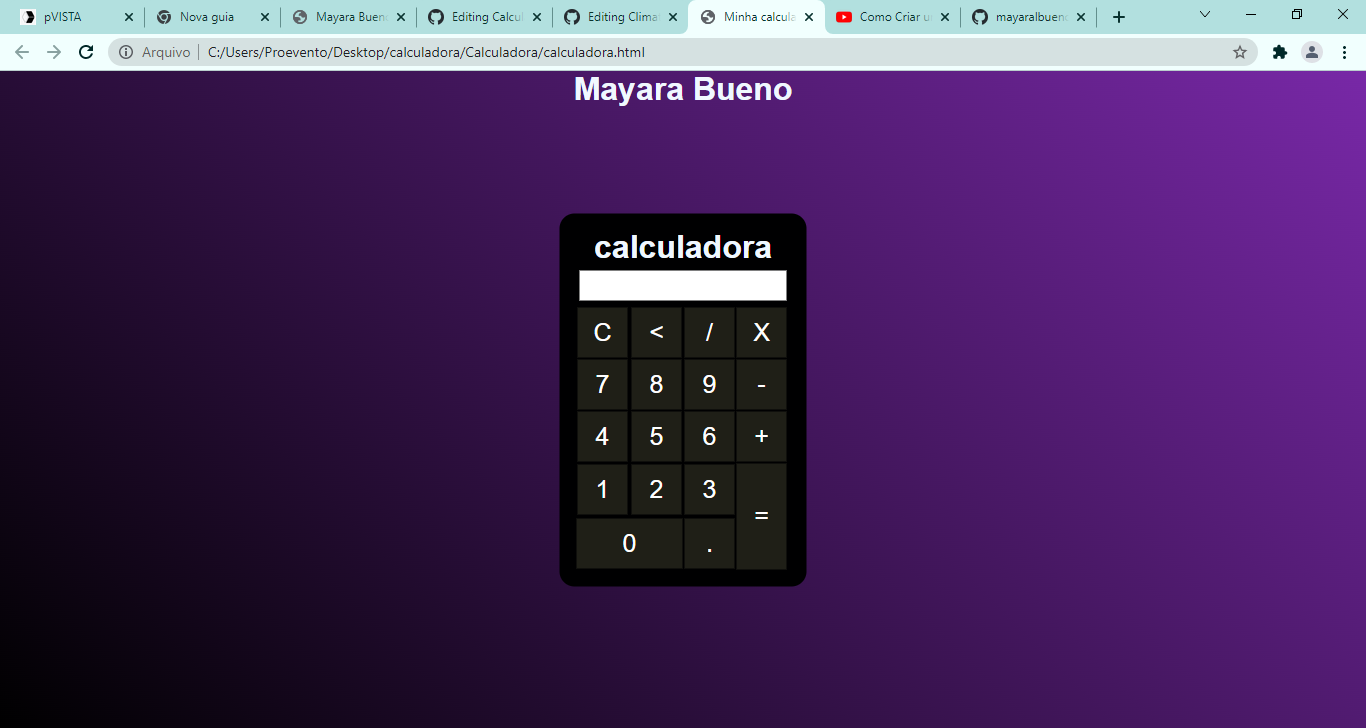 pVISTA
Nova guia
Mayara Buen
Editing Calcul
Editing Clima
Minha calcula
Como Criar u
mayaralbueno
Arquivo
C:/Users/Proevento/Desktop/calculadora/Calculadora/calculadora.html
Mayara Bueno
calculadora
C < / X
7 8 9 -
4 5 6 +
1 2 3
=
0 .